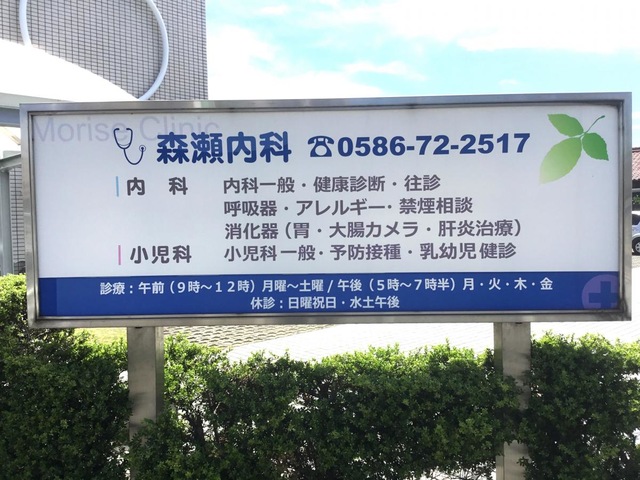 Morise Clinic
森瀬内科 ☎0586-72-2517
内 科 内科一般・健康診断・往診
呼吸器・アレルギー・禁煙相談
消化器（胃・大腸カメラ・肝炎治療）
小児科 小児科一般・予防接種・乳幼児健診
診療：午前（９時～１２時）月曜～土曜/午後（５時～７時半）月・火・木・金
休診：日曜祝日・水土午後